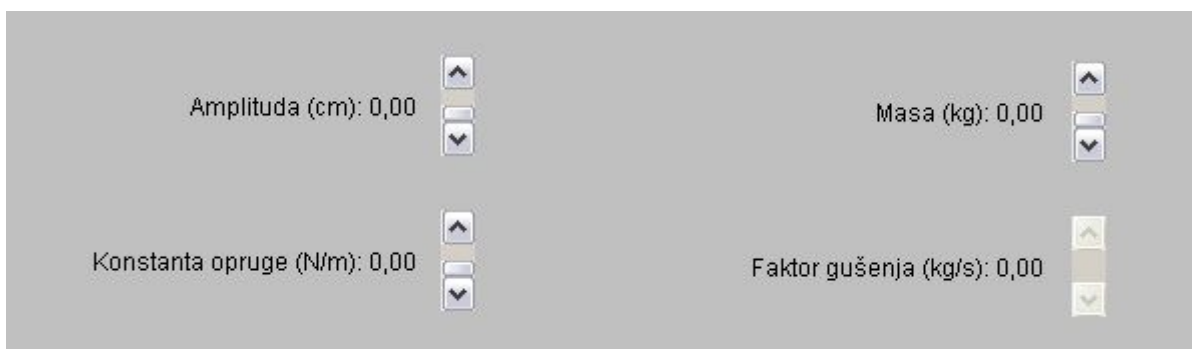 Amplituda (cm): 0,00
Masa (kg): 0,00
Konstanta opruge (N/m): 0,00
Faktor gušenja (kg/s): 0,00